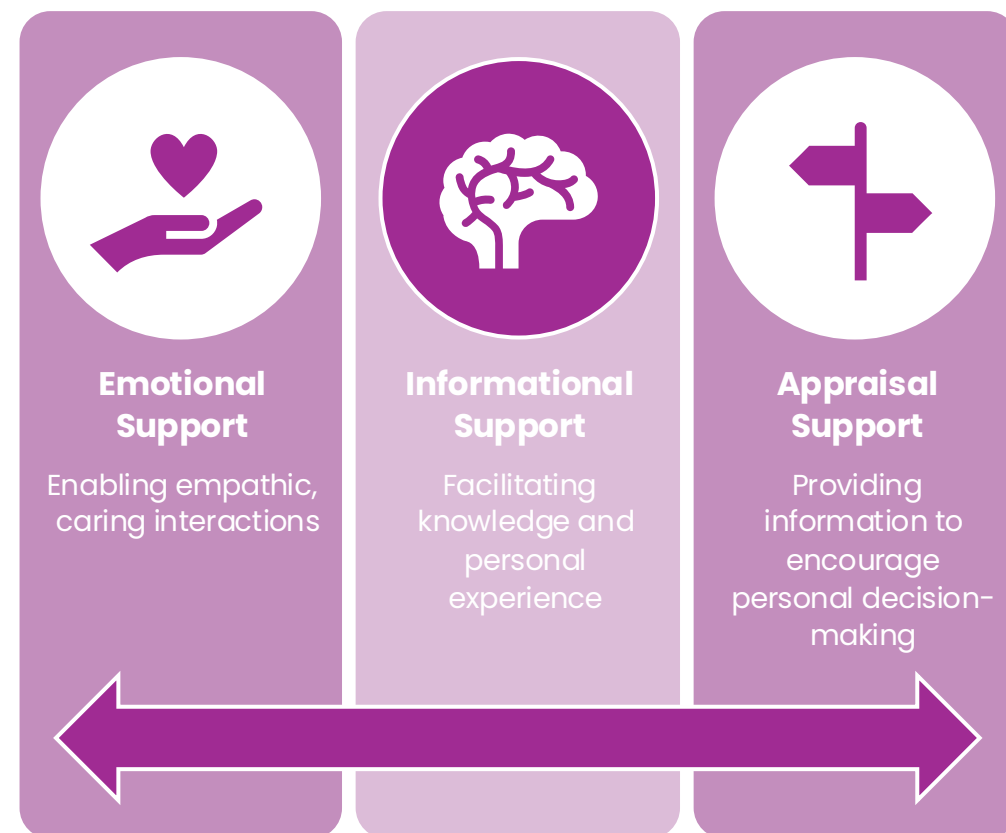 Emotional
Support
Enabling empathic,
caring interactions
Informational
Support
Facilitating
knowledge and
personal
experience
Appraisal
Support
Providing
information to
encourage
personal decision-
making